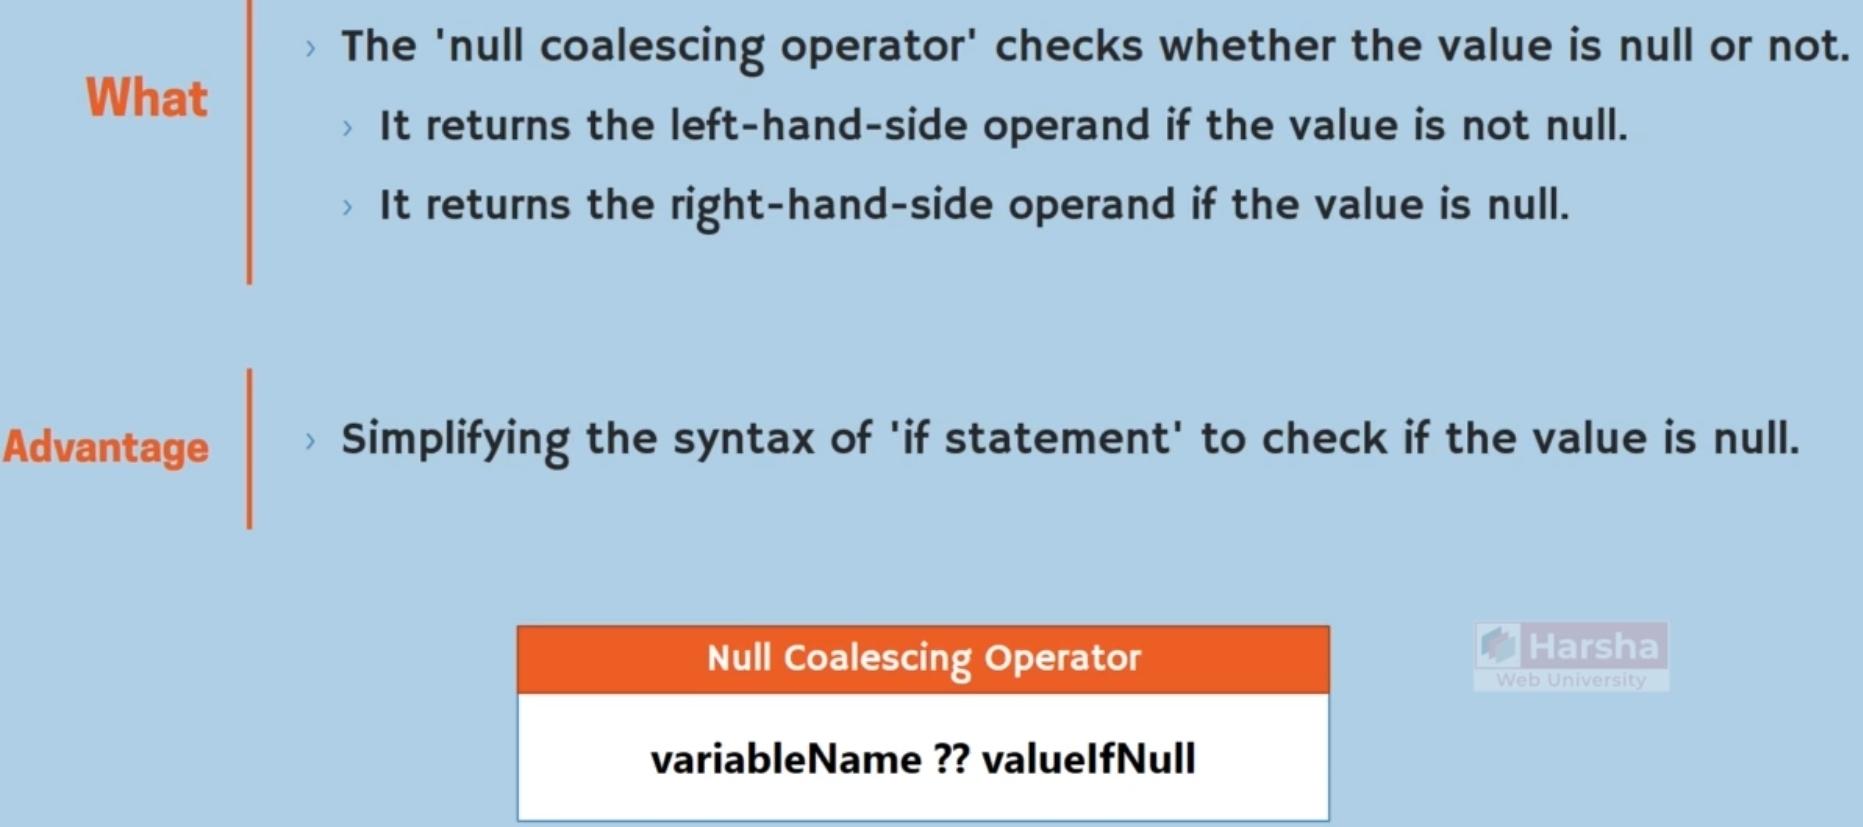 What
› The 'null coalescing operator' checks whether the value is null or not.
› It returns the left-hand-side operand if the value is not null.
› It returns the right-hand-side operand if the value is null.
Advantage
› Simplifying the syntax of 'if statement' to check if the value is null.
Null Coalescing Operator
variableName ?? valueIfNull
Harsha
Web University